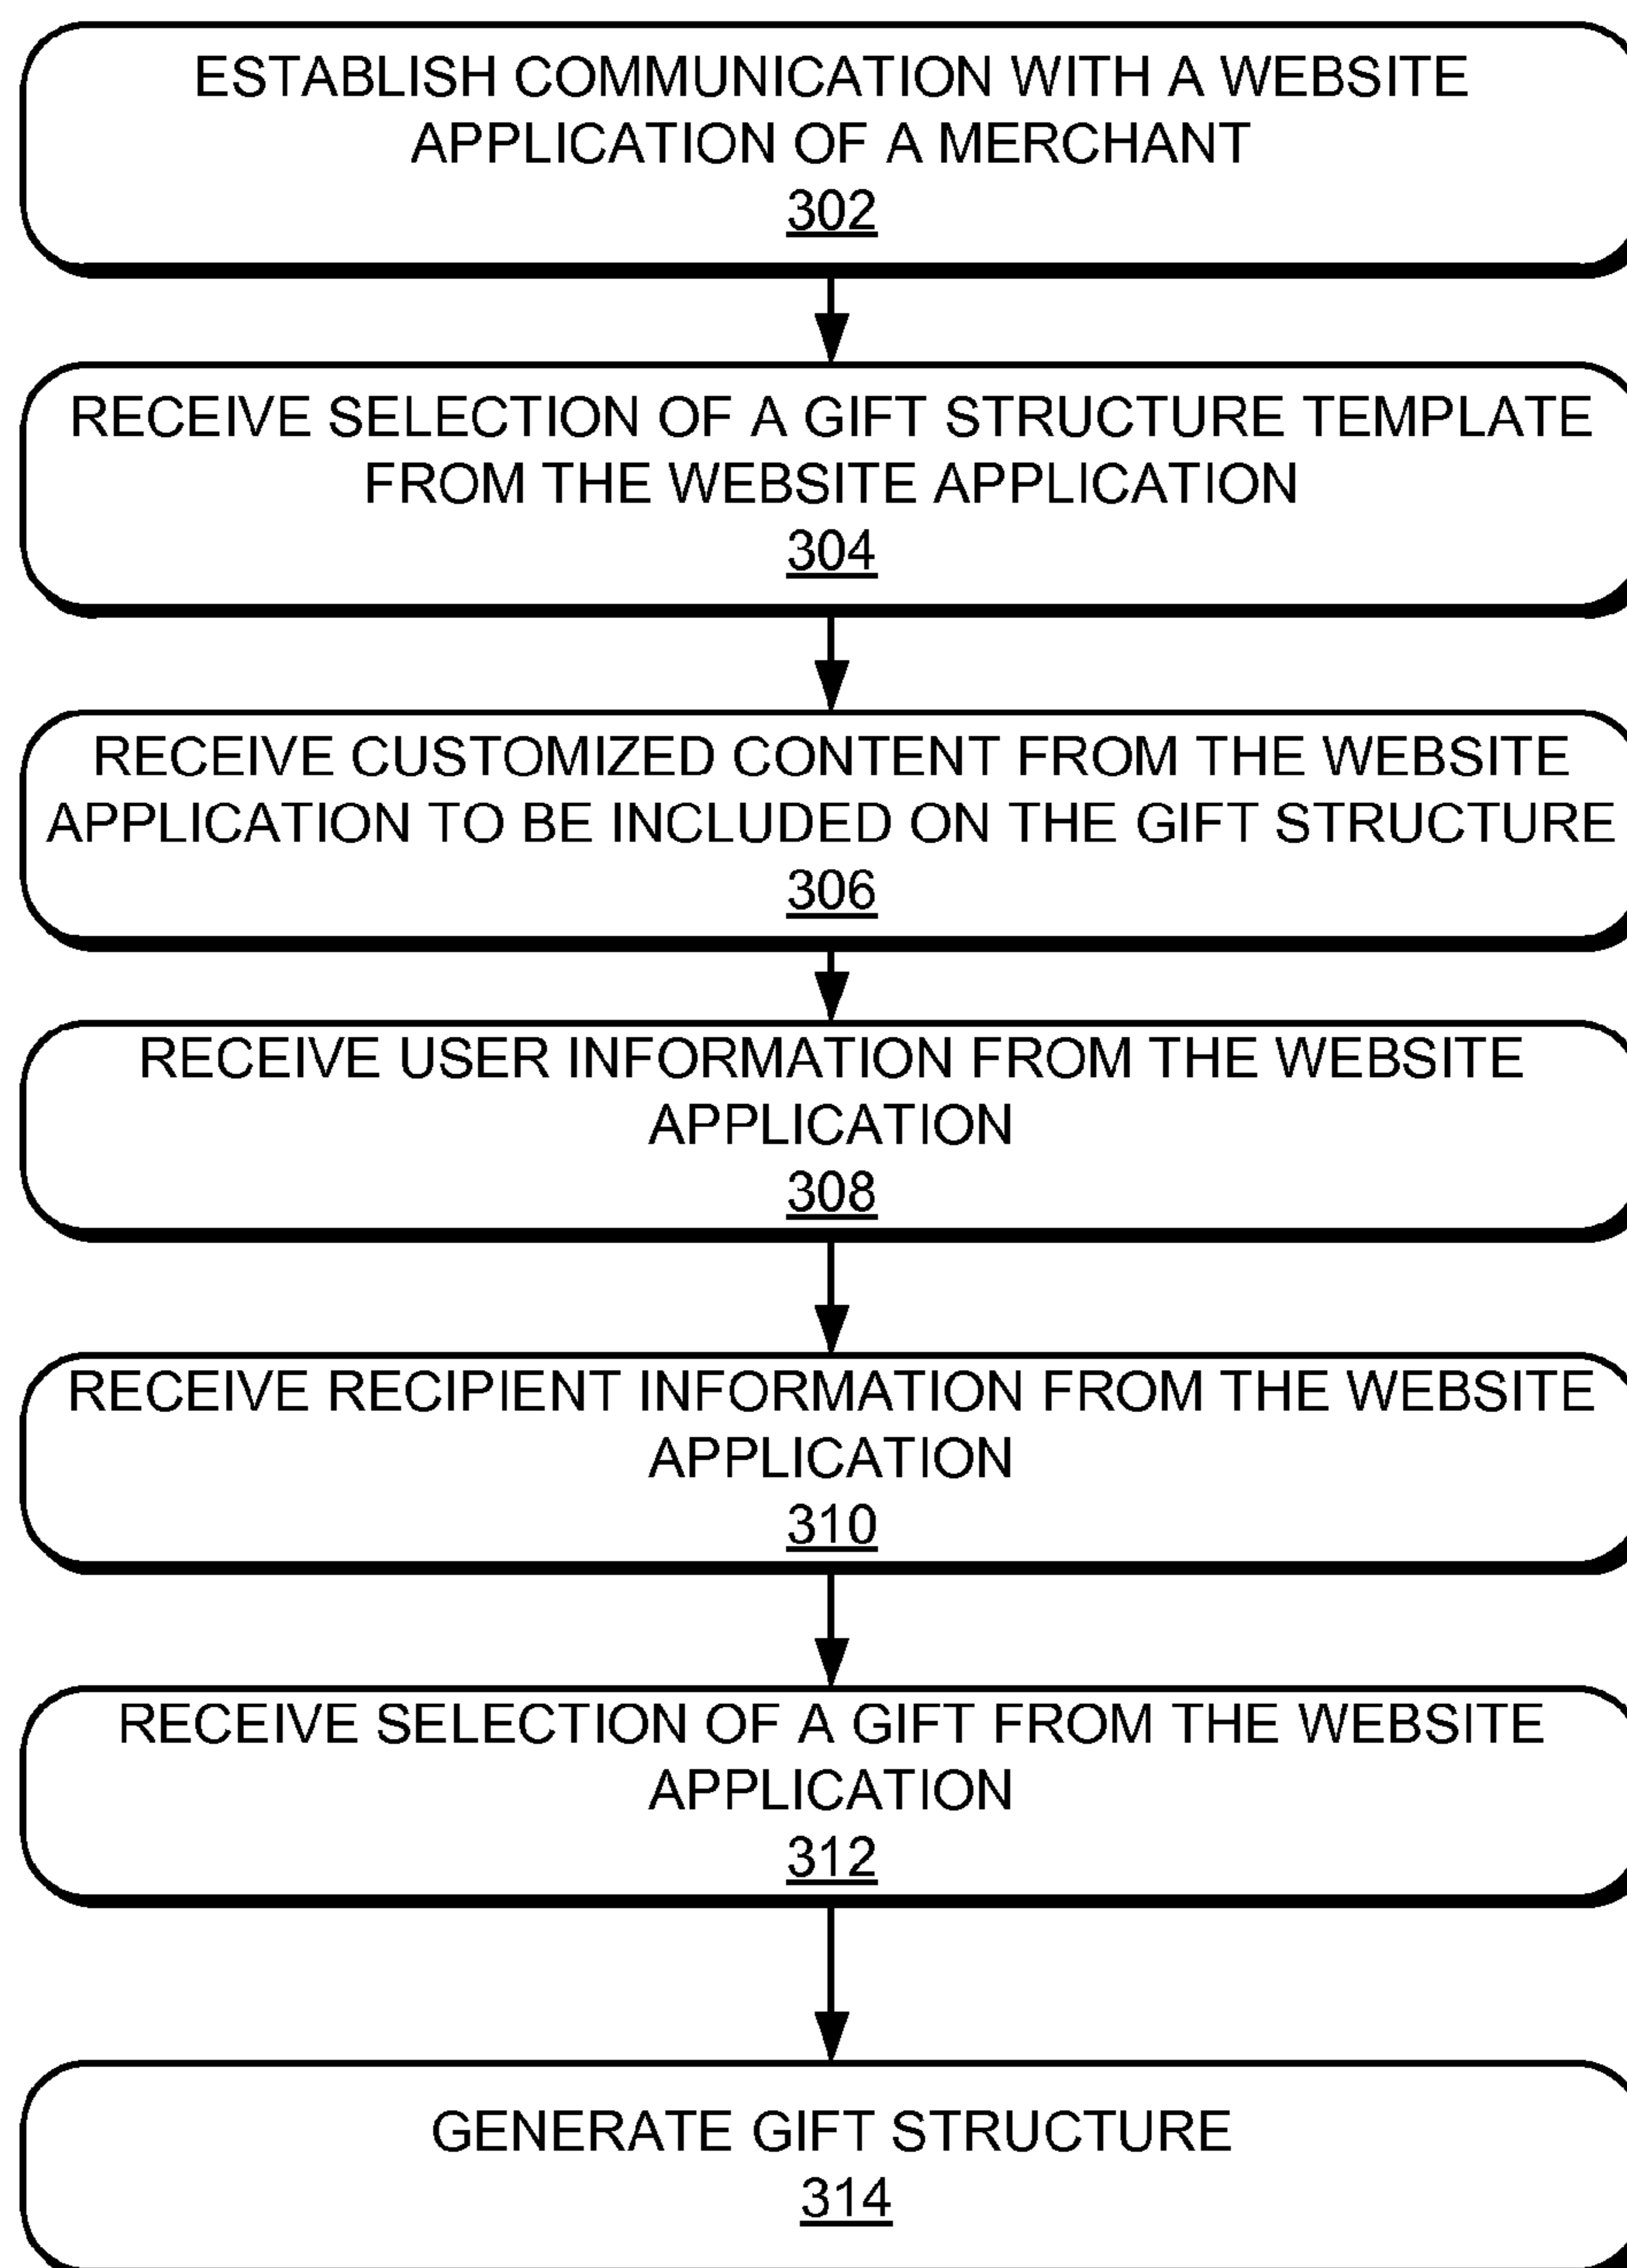 ESTABLISH COMMUNICATION WITH A WEBSITE
APPLICATION OF A MERCHANT
302
RECEIVE SELECTION OF A GIFT STRUCTURE TEMPLATE
FROM THE WEBSITE APPLICATION
304
RECEIVE CUSTOMIZED CONTENT FROM THE WEBSITE
APPLICATION TO BE INCLUDED ON THE GIFT STRUCTURE
306
RECEIVE USER INFORMATION FROM THE WEBSITE
APPLICATION
308
RECEIVE RECIPIENT INFORMATION FROM THE WEBSITE
APPLICATION
310
RECEIVE SELECTION OF A GIFT FROM THE WEBSITE
APPLICATION
312
GENERATE GIFT STRUCTURE
314